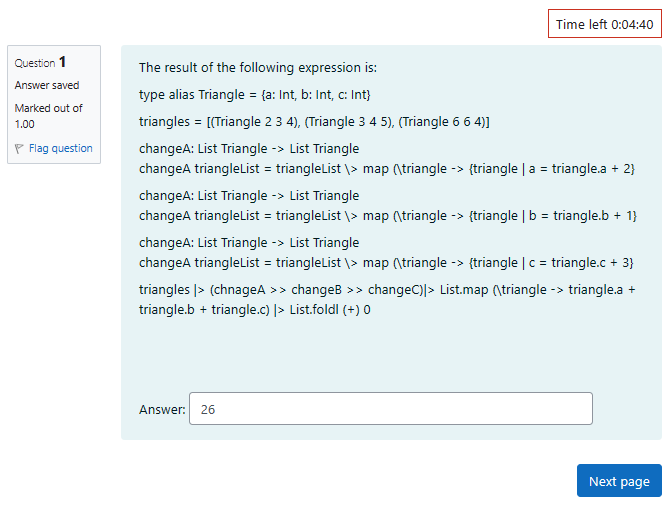 Time left 0:04:40
Question 1
Answer saved
Marked out of
1.00
Flag question
The result of the following expression is:
type alias Triangle = {a: Int, b: Int, c: Int}
triangles = [(Triangle 2 3 4), (Triangle 3 4 5), (Triangle 6 6 4)]
changeA: List Triangle -> List Triangle
changeA triangleList = triangleList \> map (\triangle -> {triangle | a = triangle.a + 2}
changeA: List Triangle -> List Triangle
changeA triangleList = triangleList \> map (\triangle -> {triangle | b = triangle.b + 1}
changeA: List Triangle -> List Triangle
changeA triangleList = triangleList \> map (\triangle -> {triangle | c = triangle.c + 3}
triangles |> (chnageA >> changeB >> changeC)|> List.map (\triangle -> triangle.a +
triangle.b + triangle.c) |> List.foldl (+) 0
Answer: 26
Next page